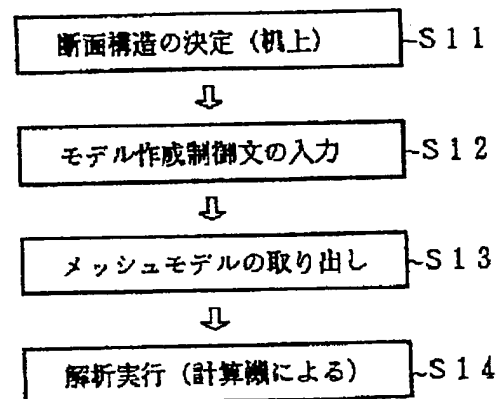 断面構造の決定（机上） S11
⇩
モデル作成制御文の入力 S12
⇩
メッシュモデルの取り出し S13
⇩
解析実行（計算機による） S14